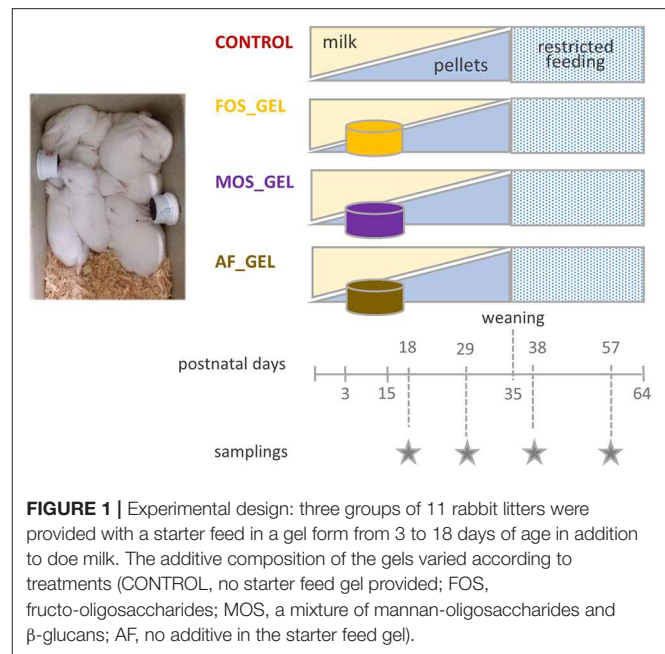 CONTROL
milk
pellets
restricted
feeding
FOS_GEL
MOS_GEL
AF_GEL
weaning
postnatal days
18
29
38
57
3
15
35
64
samplings
FIGURE 1 | Experimental design: three groups of 11 rabbit litters were
provided with a starter feed in a gel form from 3 to 18 days of age in addition
to doe milk. The additive composition of the gels varied according to
treatments (CONTROL, no starter feed gel provided; FOS,
fructo-oligosaccharides; MOS, a mixture of mannan-oligosaccharides and
β-glucans; AF, no additive in the starter feed gel).